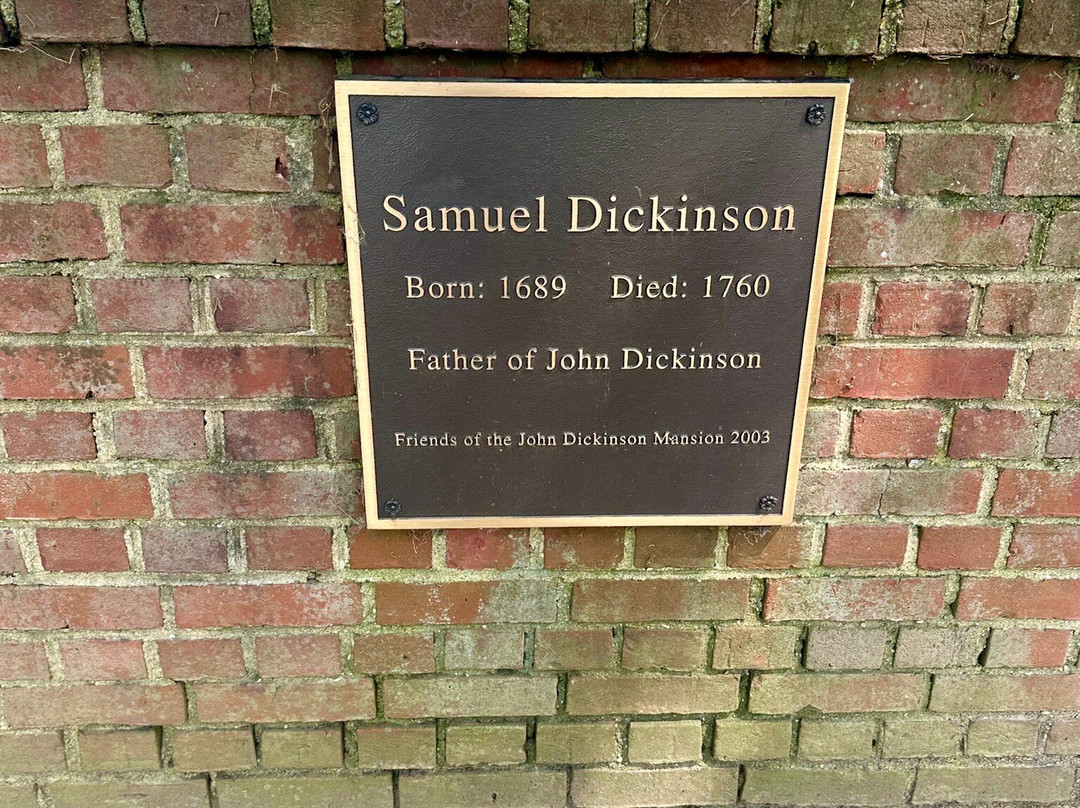 Samuel Dickinson
Born: 1689 Died: 1760
Father of John Dickinson
Friends of the John Dickinson Mansion 2003